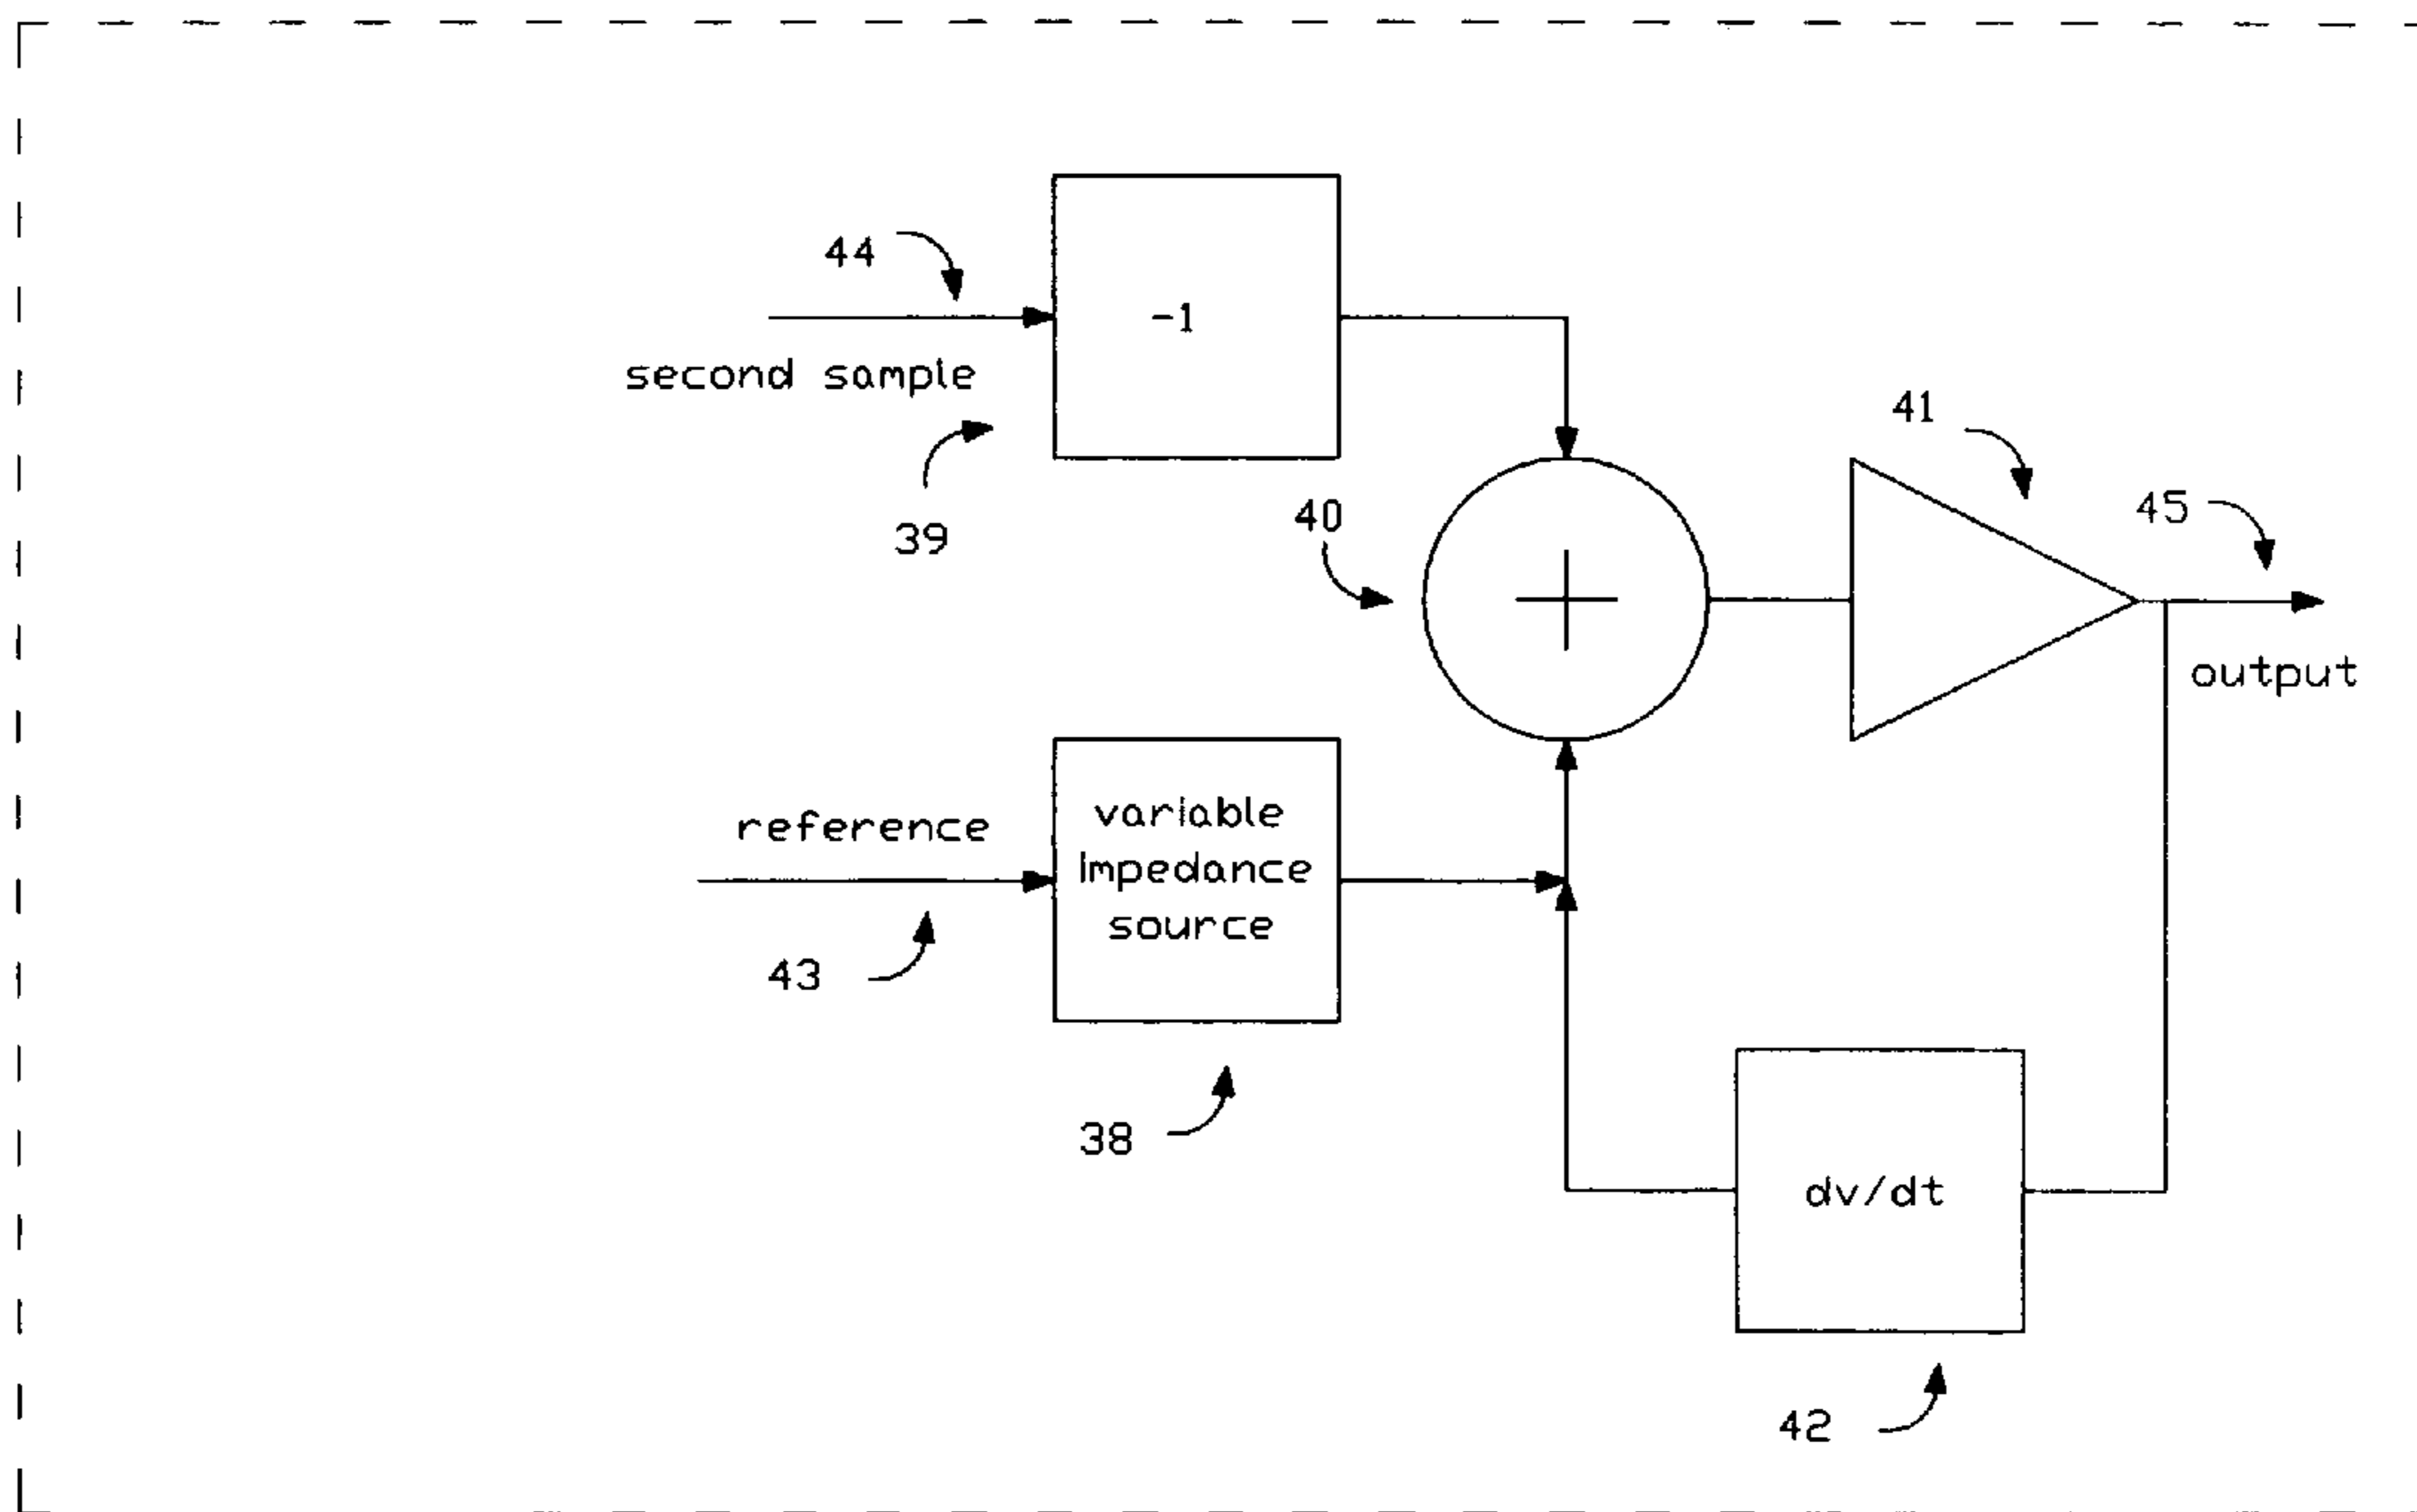 44
-1
second sample
39
41
40
45
output
reference
variable
impedance
source
43
38
dv/dt
42